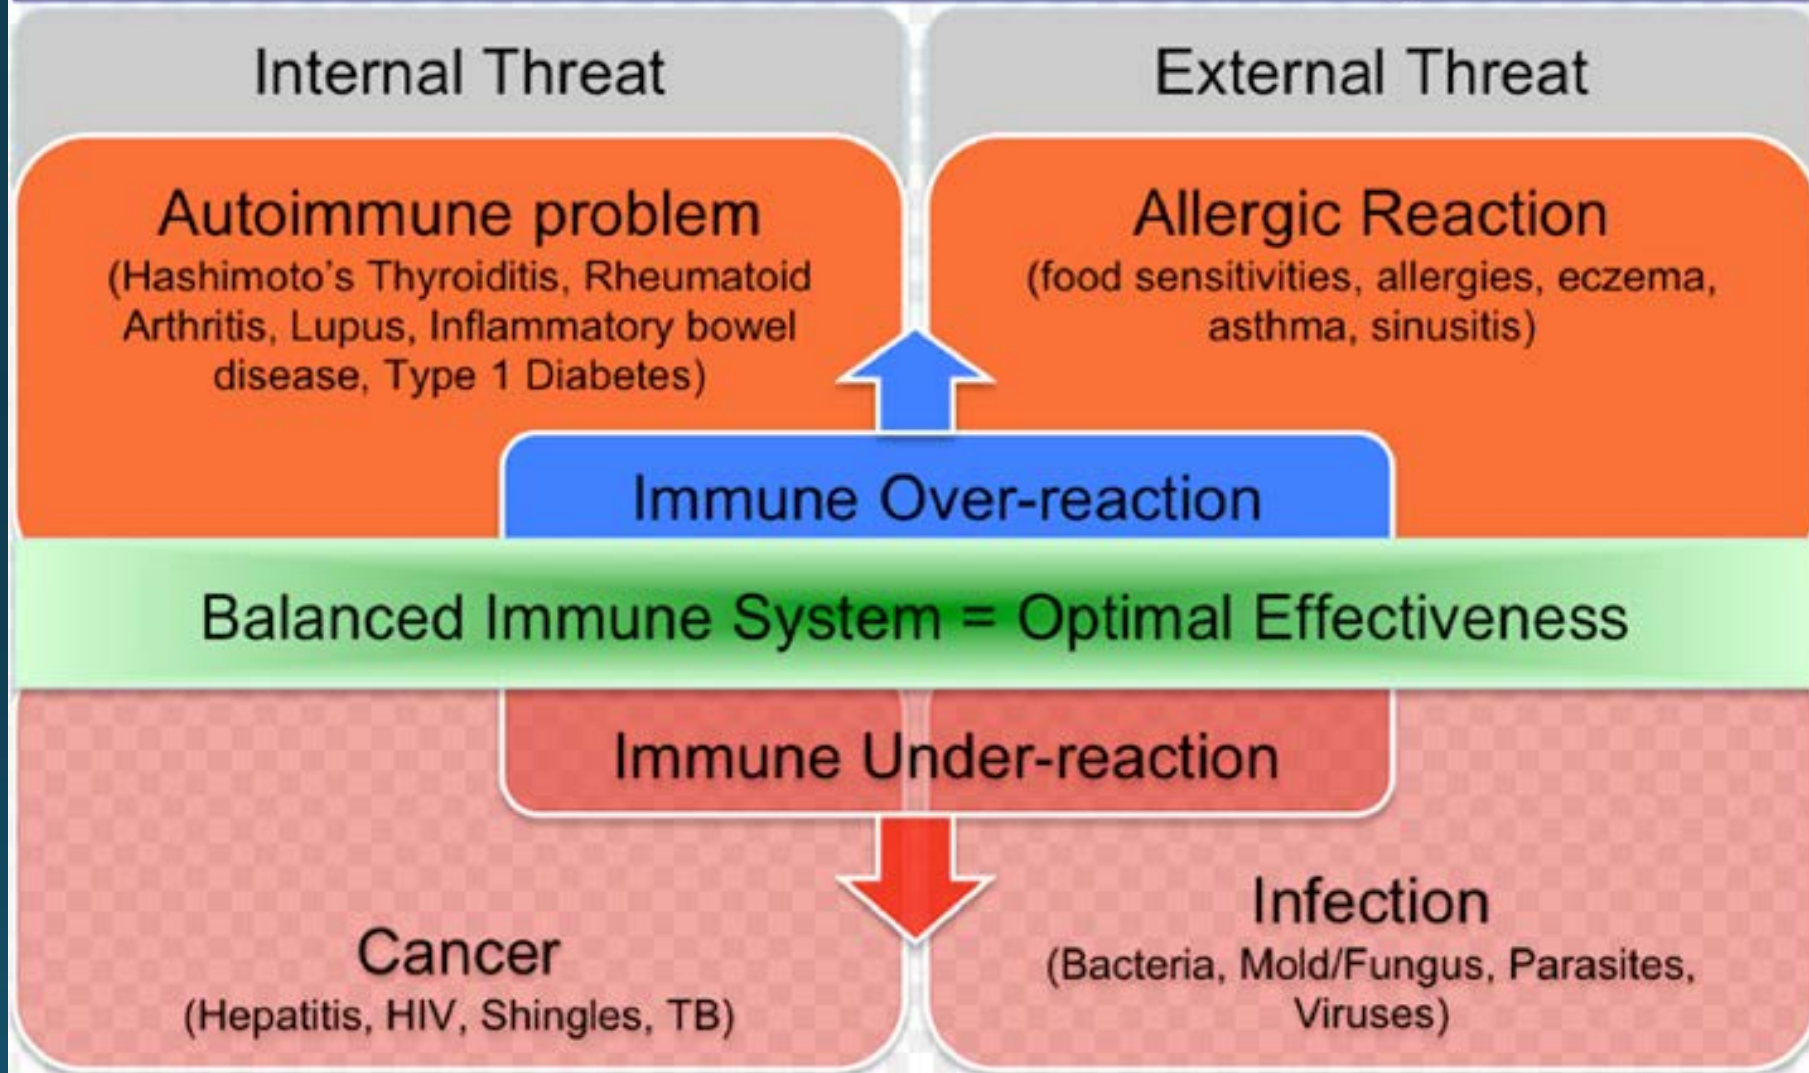 Internal Threat
External Threat
Autoimmune problem
(Hashimoto's Thyroiditis, Rheumatoid
Arthritis, Lupus, Inflammatory bowel
disease, Type 1 Diabetes)
Allergic Reaction
(food sensitivities, allergies, eczema,
asthma, sinusitis)
Immune Over-reaction
Balanced Immune System = Optimal Effectiveness
Immune Under-reaction
Cancer
(Hepatitis, HIV, Shingles, TB)
Infection
(Bacteria, Mold/Fungus, Parasites,
Viruses)